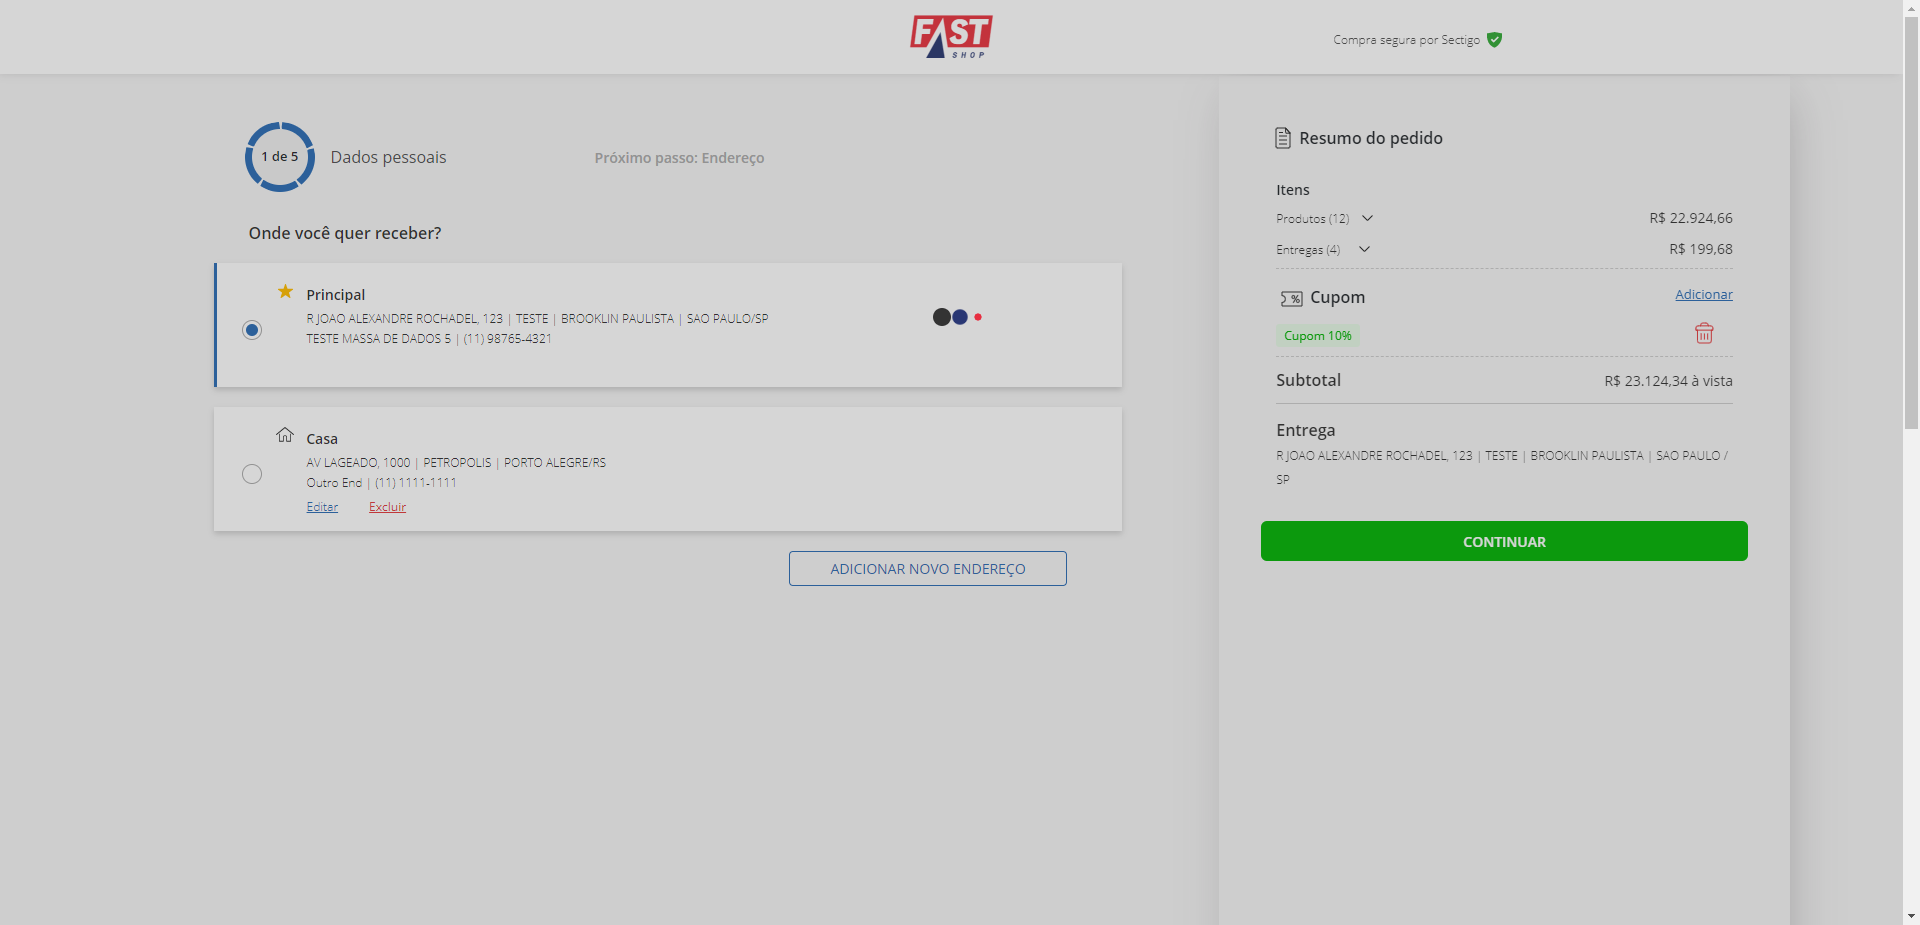 FAST
SHOP
Compra segura por Sectigo
1 de 5
Dados pessoais
Próximo passo: Endereço
Onde você quer receber?
Principal
R JOAO ALEXANDRE ROCHADEL, 123 | TESTE | BROOKLIN PAULISTA | SAO PAULO/SP
TESTE MASSA DE DADOS 5 | (11) 98765-4321
Casa
AV LAGEADO, 1000 | PETROPOLIS | PORTO ALEGRE/RS
Outro End | (11) 1111-1111
Editar Excluir
ADICIONAR NOVO ENDEREÇO
Resumo do pedido
Itens
Produtos (12) R$ 22.924,66
Entregas (4) R$ 199,68
% Cupom Adicionar
Cupom 10%
Subtotal R$ 23.124,34 à vista
Entrega
R JOAO ALEXANDRE ROCHADEL, 123 | TESTE | BROOKLIN PAULISTA | SAO PAULO /
SP
CONTINUAR